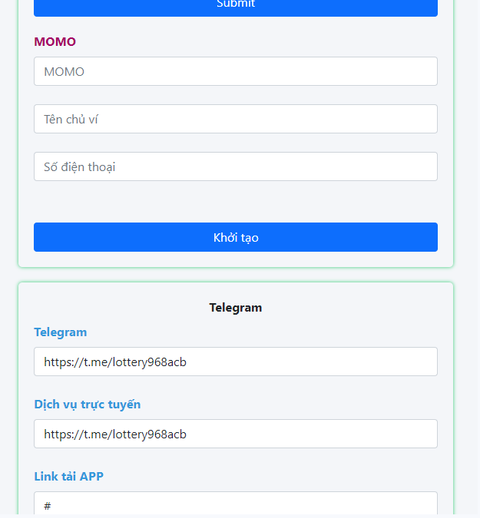 Submit
MOMO
MOMO
Tên chủ ví
Số điện thoại
Khởi tạo
Telegram
Telegram
https://t.me/lottery968acb
Dịch vụ trực tuyến
https://t.me/lottery968acb
Link tải APP
#